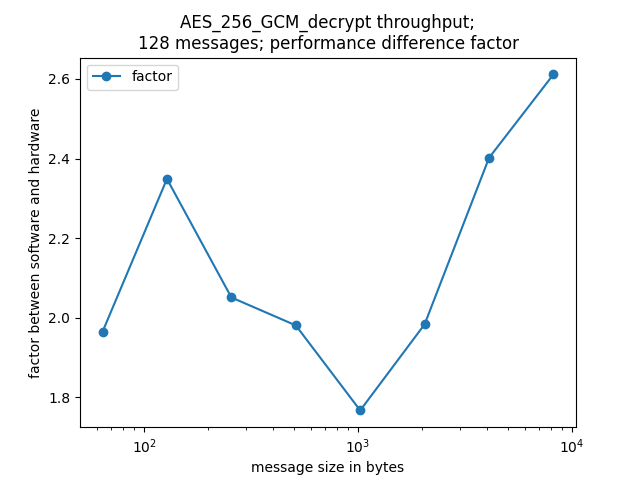 AES_256_GCM_decrypt throughput;
128 messages; performance difference factor
factor
factor between software and hardware
2.6
2.4
2.2
2.0
1.8
10²
10³
10⁴
message size in bytes